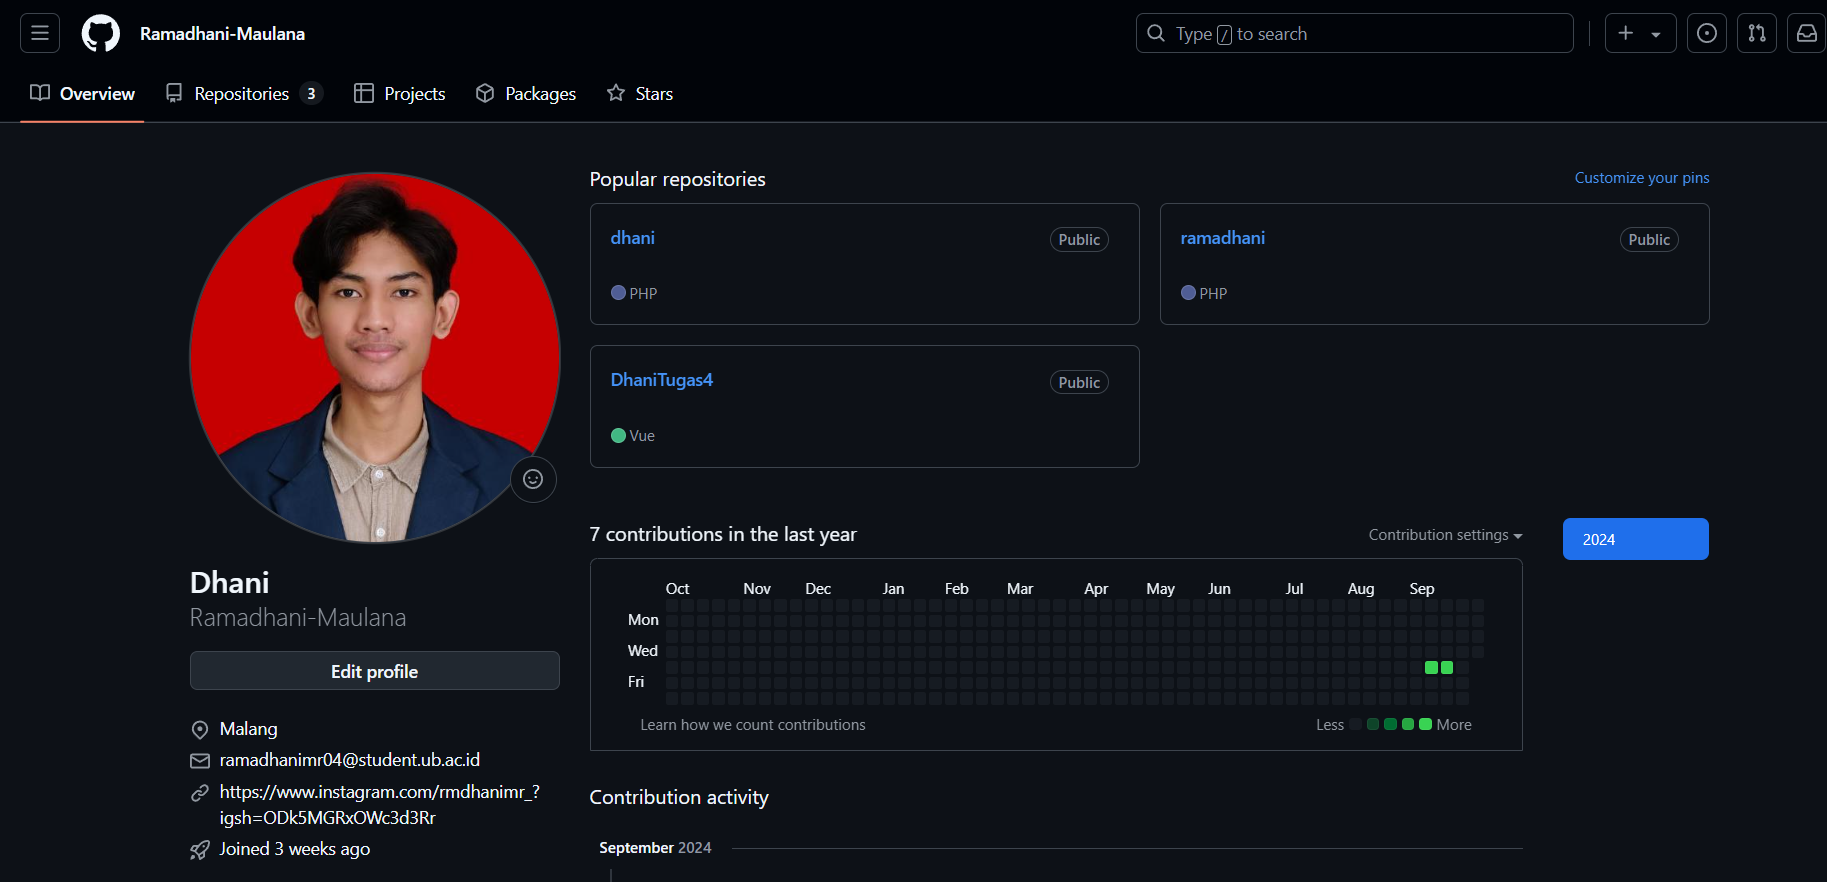 Ramadhani-Maulana
Type / to search
Overview
Repositories 3
Projects
Packages
Stars
Popular repositories
Customize your pins
dhani
Public
PHP
ramadhani
Public
PHP
DhaniTugas4
Public
Vue
Dhani
Ramadhani-Maulana
Edit profile
Malang
ramadhanimr04@student.ub.ac.id
https://www.instagram.com/rmdhanimr_?
igsh=ODk5MGRxOWc3d3Rr
Joined 3 weeks ago
7 contributions in the last year
Contribution settings
2024
Oct Nov Dec Jan Feb Mar Apr May Jun Jul Aug Sep
Mon
Wed
Fri
Learn how we count contributions
Less More
Contribution activity
September 2024